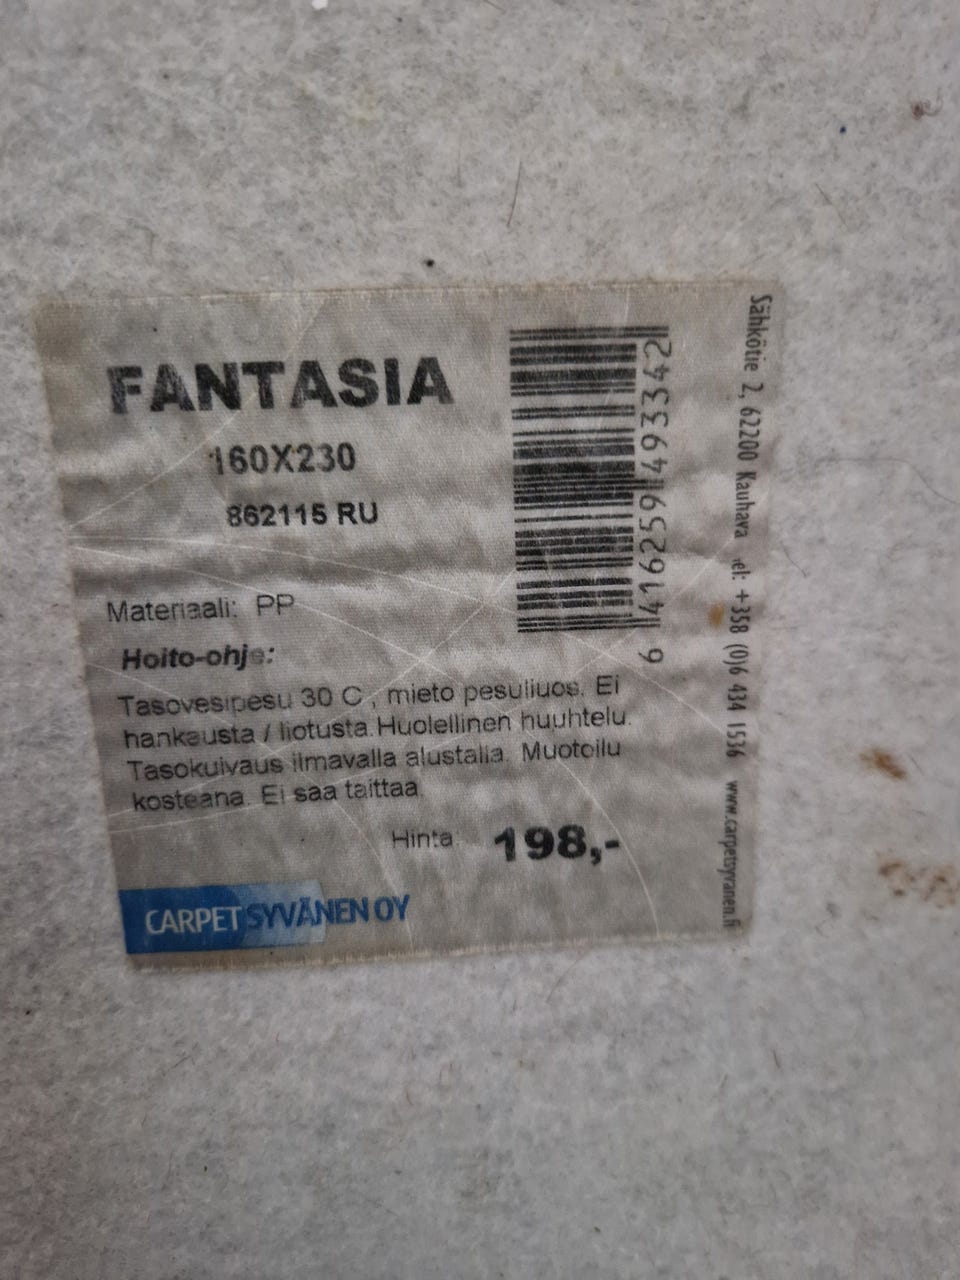 FANTASIA
160X230
862115 RU
Materiaali: PP
Hoito-ohje:
Tasovesipesu 30 C , mieto pesuliuos. Ei
hankausta / liotusta.Huolellinen huuhtelu.
Tasokuivaus ilmavalla alustalla. Muotoilu
kosteana. Ei saa taittaa.
Hinta 198,-
CARPET SYVÄNEN OY
6 416259 493342
Sähkötie 2, 62200 Kauhava tel: +358 (0)6 434 1536 www.carpetsyvanen.fi